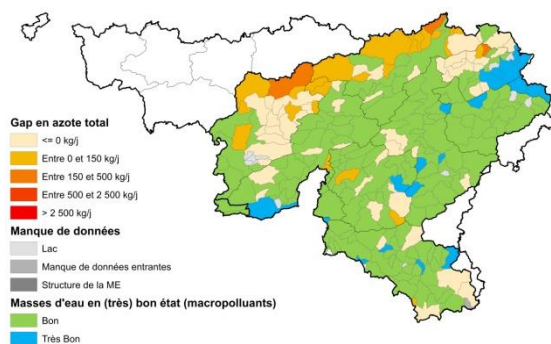 Gap en azote total
<= 0 kg/j
Entre 0 et 150 kg/j
Entre 150 et 500 kg/j
Entre 500 et 2 500 kg/j
> 2 500 kg/j
Manque de données
Lac
Manque de données entrantes
Structure de la ME
Masses d'eau en (très) bon état (macropolluants)
Bon
Très Bon